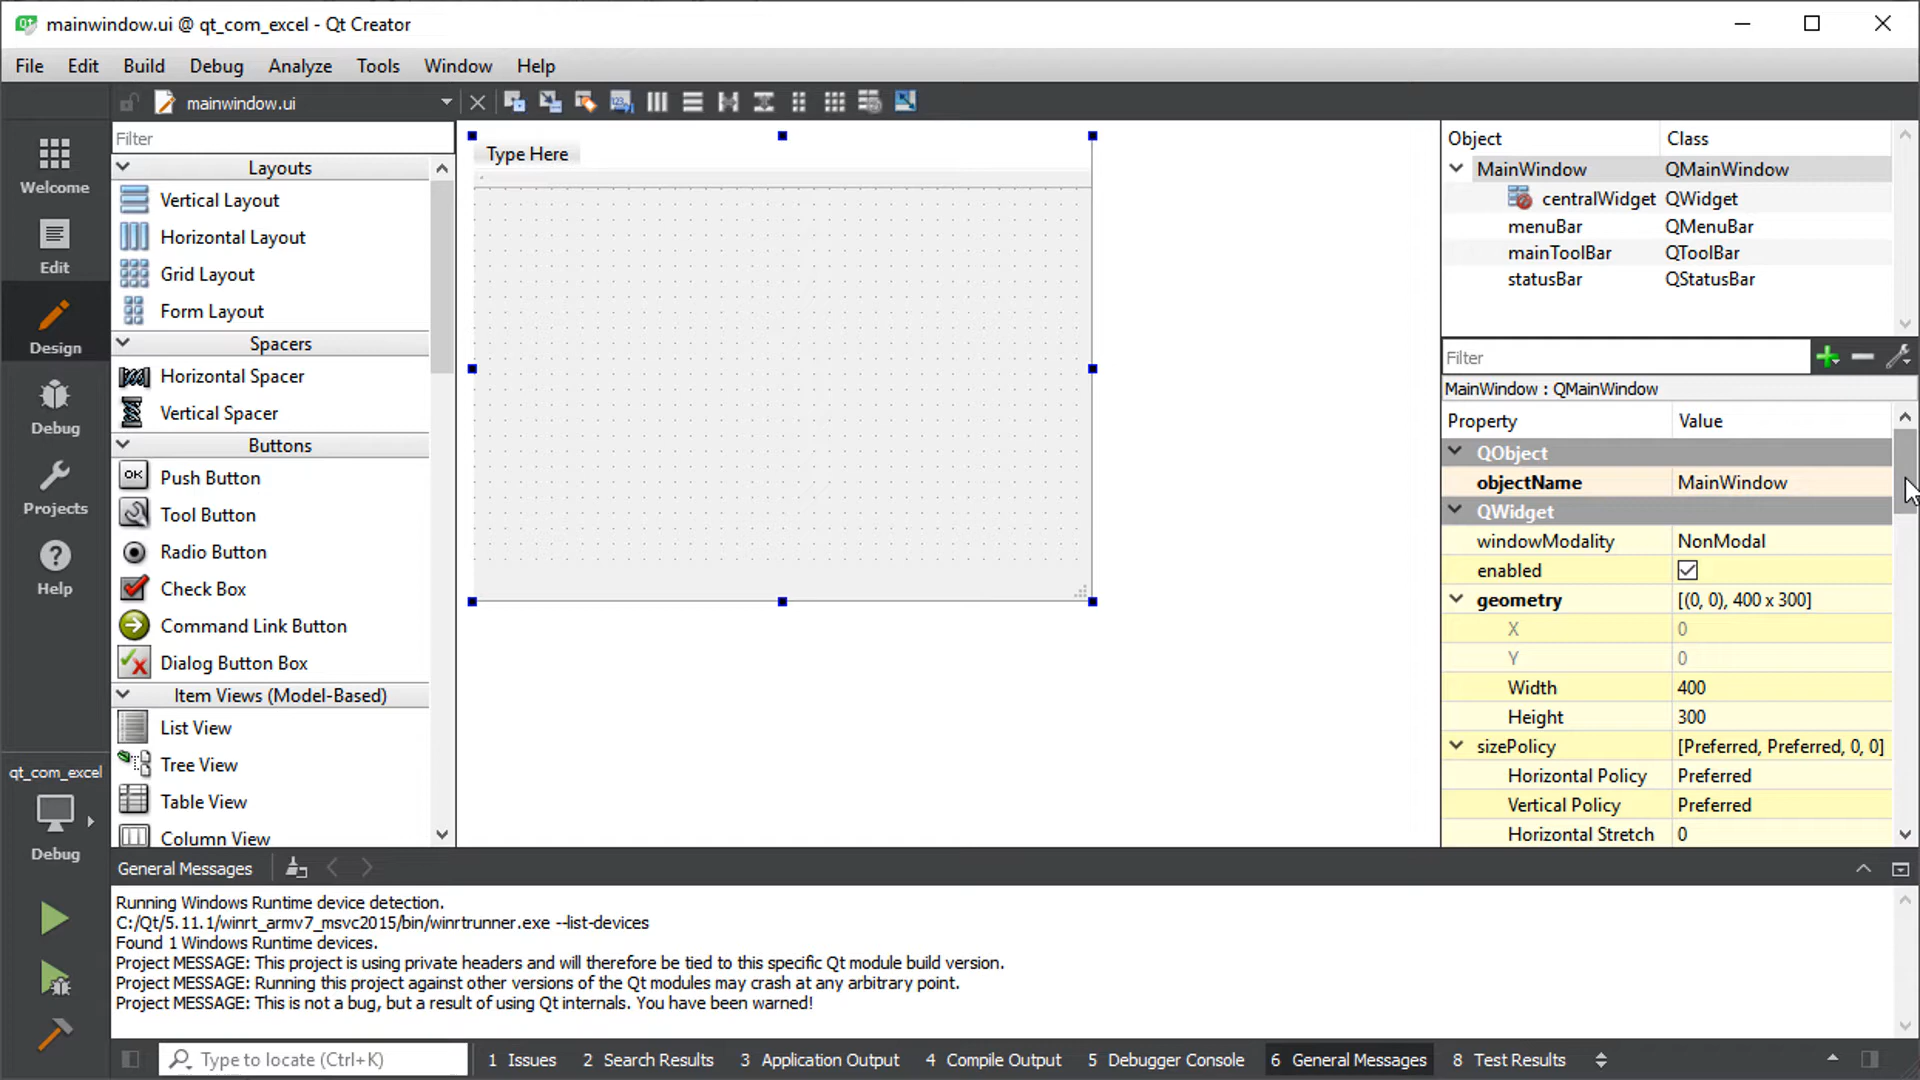 mainwindow.ui @ qt_com_excel - Qt Creator
File Edit Build Debug Analyze Tools Window Help
mainwindow.ui
Welcome
Edit
Design
Debug
Projects
Help
qt_com_excel
Debug
Filter
Layouts
Vertical Layout
Horizontal Layout
Grid Layout
Form Layout
Spacers
Horizontal Spacer
Vertical Spacer
Buttons
OK Push Button
Tool Button
Radio Button
Check Box
Command Link Button
Dialog Button Box
Item Views (Model-Based)
List View
Tree View
Table View
Column View
Type Here
Object Class
MainWindow QMainWindow
centralWidget QWidget
menuBar QMenuBar
mainToolBar QToolBar
statusBar QStatusBar
Filter
MainWindow : QMainWindow
Property Value
QObject
objectName MainWindow
QWidget
windowModality NonModal
enabled
geometry [(0, 0), 400 x 300]
X 0
Y 0
Width 400
Height 300
sizePolicy [Preferred, Preferred, 0, 0]
Horizontal Policy Preferred
Vertical Policy Preferred
Horizontal Stretch 0
General Messages
Running Windows Runtime device detection.
C:/Qt/5.11.1/winrt_armv7_msvc2015/bin/winrtrunner.exe --list-devices
Found 1 Windows Runtime devices.
Project MESSAGE: This project is using private headers and will therefore be tied to this specific Qt module build version.
Project MESSAGE: Running this project against other versions of the Qt modules may crash at any arbitrary point.
Project MESSAGE: This is not a bug, but a result of using Qt internals. You have been warned!
Type to locate (Ctrl+K) 1 Issues 2 Search Results 3 Application Output 4 Compile Output 5 Debugger Console 6 General Messages 8 Test Results